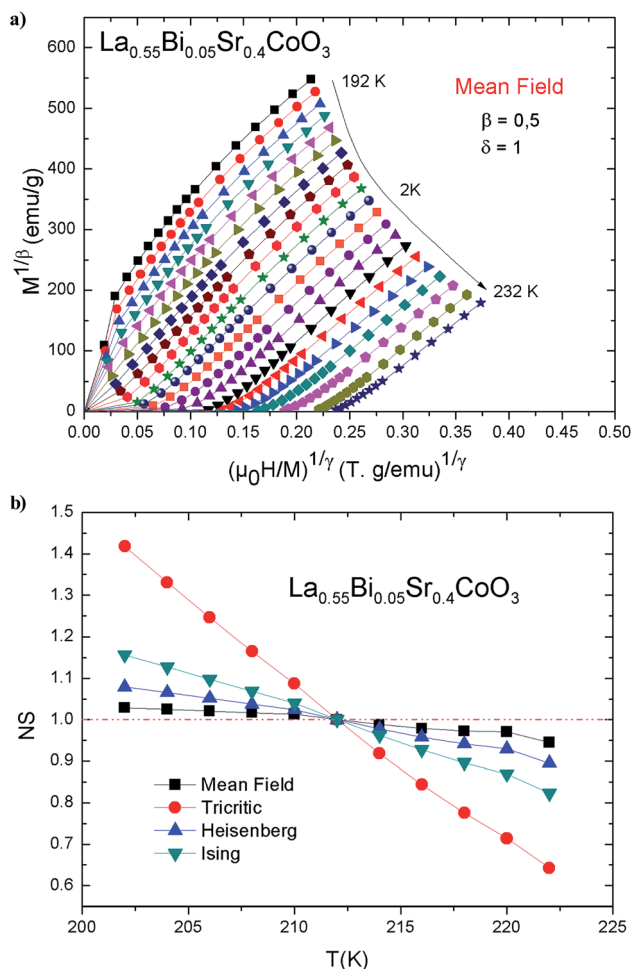 a)
La0.55Bi0.05Sr0.4CoO3
600
500
400
300
200
100
0
M^1/β (emu/g)
192 K
Mean Field
β = 0,5
δ = 1
2K
232 K
0.00 0.05 0.10 0.15 0.20 0.25 0.30 0.35 0.40 0.45 0.50
(μ0H/M)^1/γ (T. g/emu)^1/γ
b)
1.5
1.4
1.3
1.2
1.1
1.0
0.9
0.8
0.7
0.6
NS
La0.55Bi0.05Sr0.4CoO3
Mean Field
Tricritic
Heisenberg
Ising
200 205 210 215 220 225
T(K)